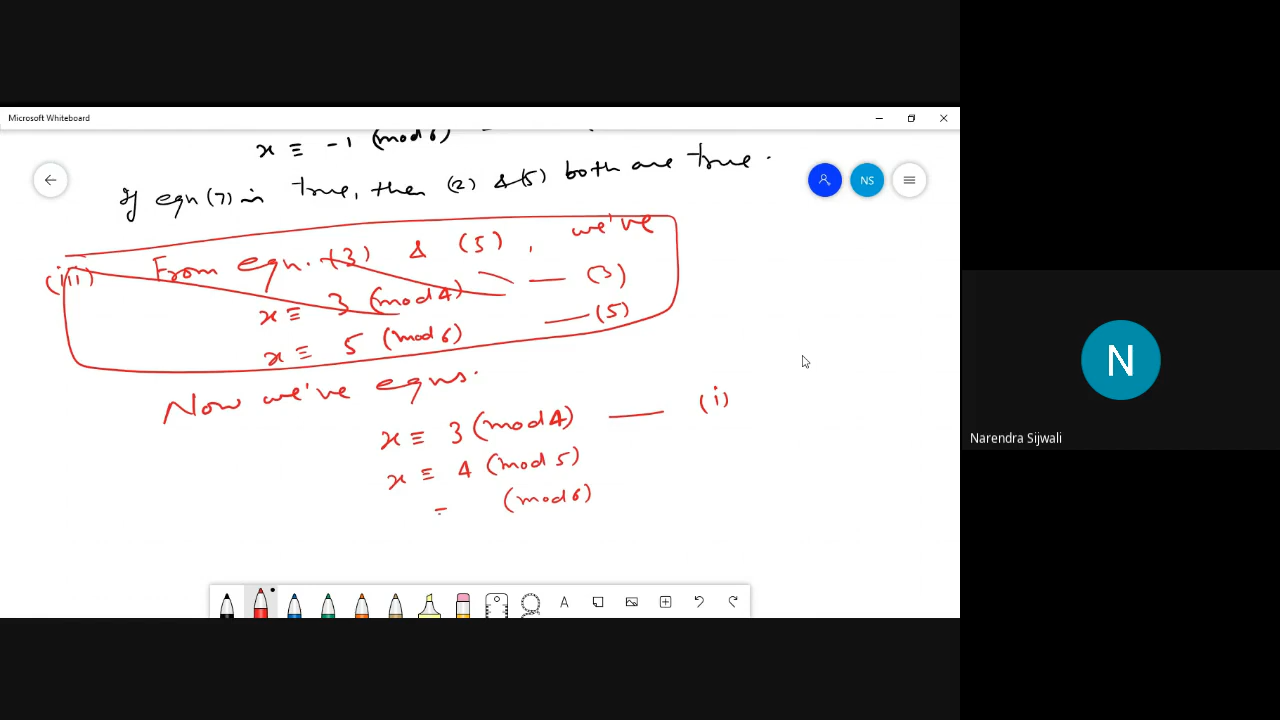 Microsoft Whiteboard
x ≡ -1 (mod 6)
If eqn (7) is true, then (2) & (5) both are true.
(iii) From eqn. (3) & (5), we've
x ≡ 3 (mod 4) — (3)
x ≡ 5 (mod 6) — (5)
Now we've eqns.
x ≡ 3 (mod 4) — (i)
x ≡ 4 (mod 5)
= (mod 6)
NS
A
N
Narendra Sijwali